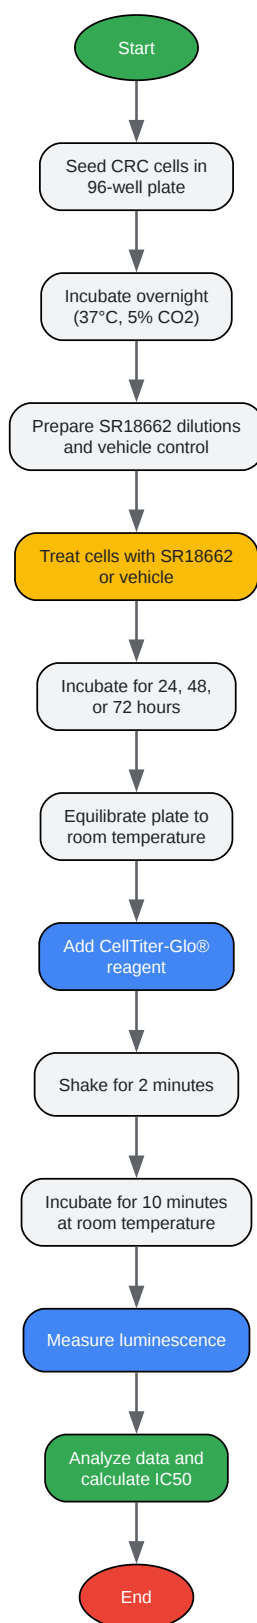 Start
Seed CRC cells in
96-well plate
Incubate overnight
(37°C, 5% CO2)
Prepare SR18662 dilutions
and vehicle control
Treat cells with SR18662
or vehicle
Incubate for 24, 48,
or 72 hours
Equilibrate plate to
room temperature
Add CellTiter-Glo®
reagent
Shake for 2 minutes
Incubate for 10 minutes
at room temperature
Measure luminescence
Analyze data and
calculate IC50
End